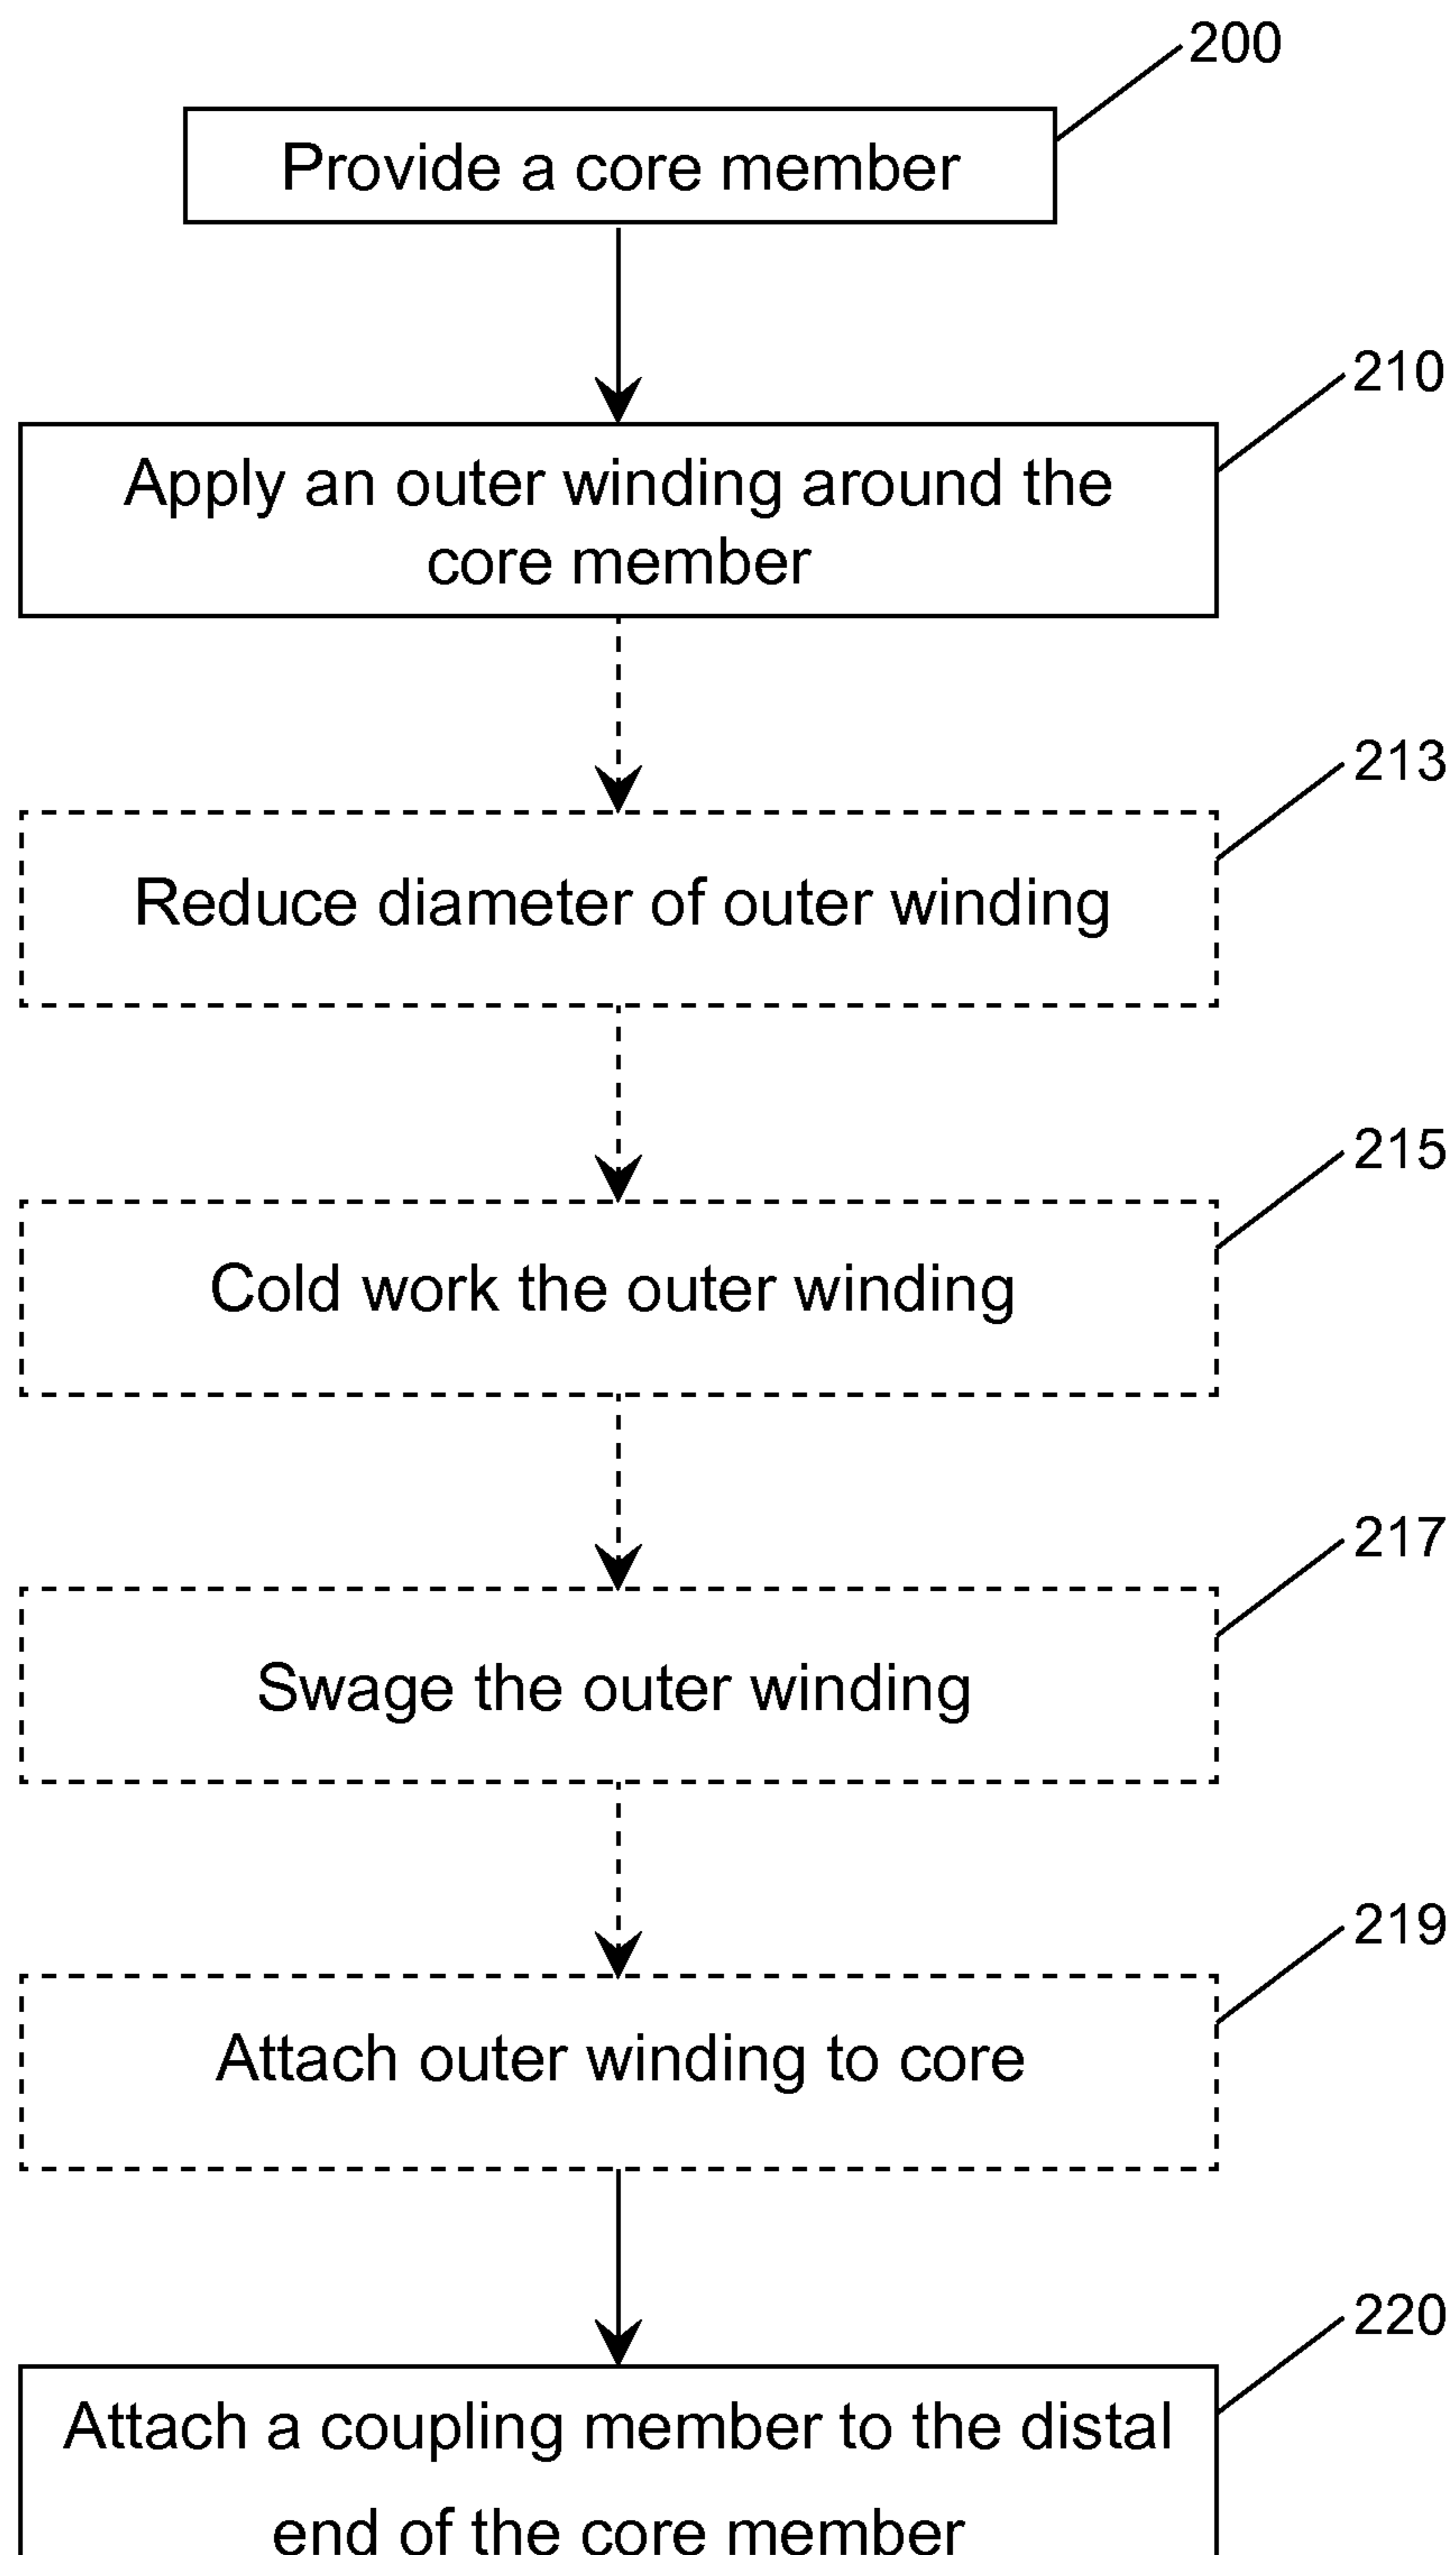 200
Provide a core member
210
Apply an outer winding around the
core member
213
Reduce diameter of outer winding
215
Cold work the outer winding
217
Swage the outer winding
219
Attach outer winding to core
220
Attach a coupling member to the distal
end of the core member